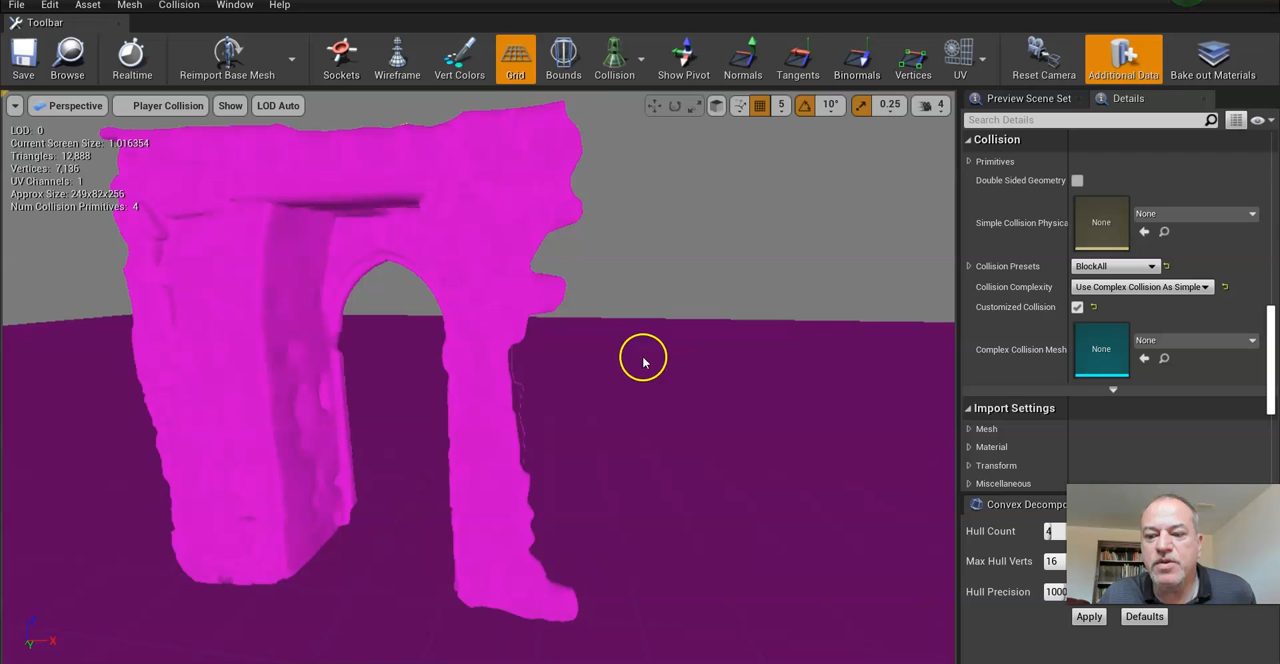 File Edit Asset Mesh Collision Window Help
Toolbar
Save Browse Realtime Reimport Base Mesh Sockets Wireframe Vert Colors Grid Bounds Collision Show Pivot Normals Tangents Binormals Vertices UV Reset Camera Additional Data Bake out Materials
Perspective Player Collision Show LOD Auto 5 10° 0.25 4
Preview Scene Set Details
Search Details
LOD: 0
Current Screen Size: 1.016354
Triangles: 12,888
Vertices: 7,136
UV Channels: 1
Approx Size: 249x82x256
Num Collision Primitives: 4
Collision
Primitives
Double Sided Geometry
Simple Collision Physica None None
Collision Presets BlockAll
Collision Complexity Use Complex Collision As Simple
Customized Collision
Complex Collision Mesh None None
Import Settings
Mesh
Material
Transform
Miscellaneous
Convex Decompo
Hull Count 4
Max Hull Verts 16
Hull Precision 1000
Apply Defaults
Z
X
Y